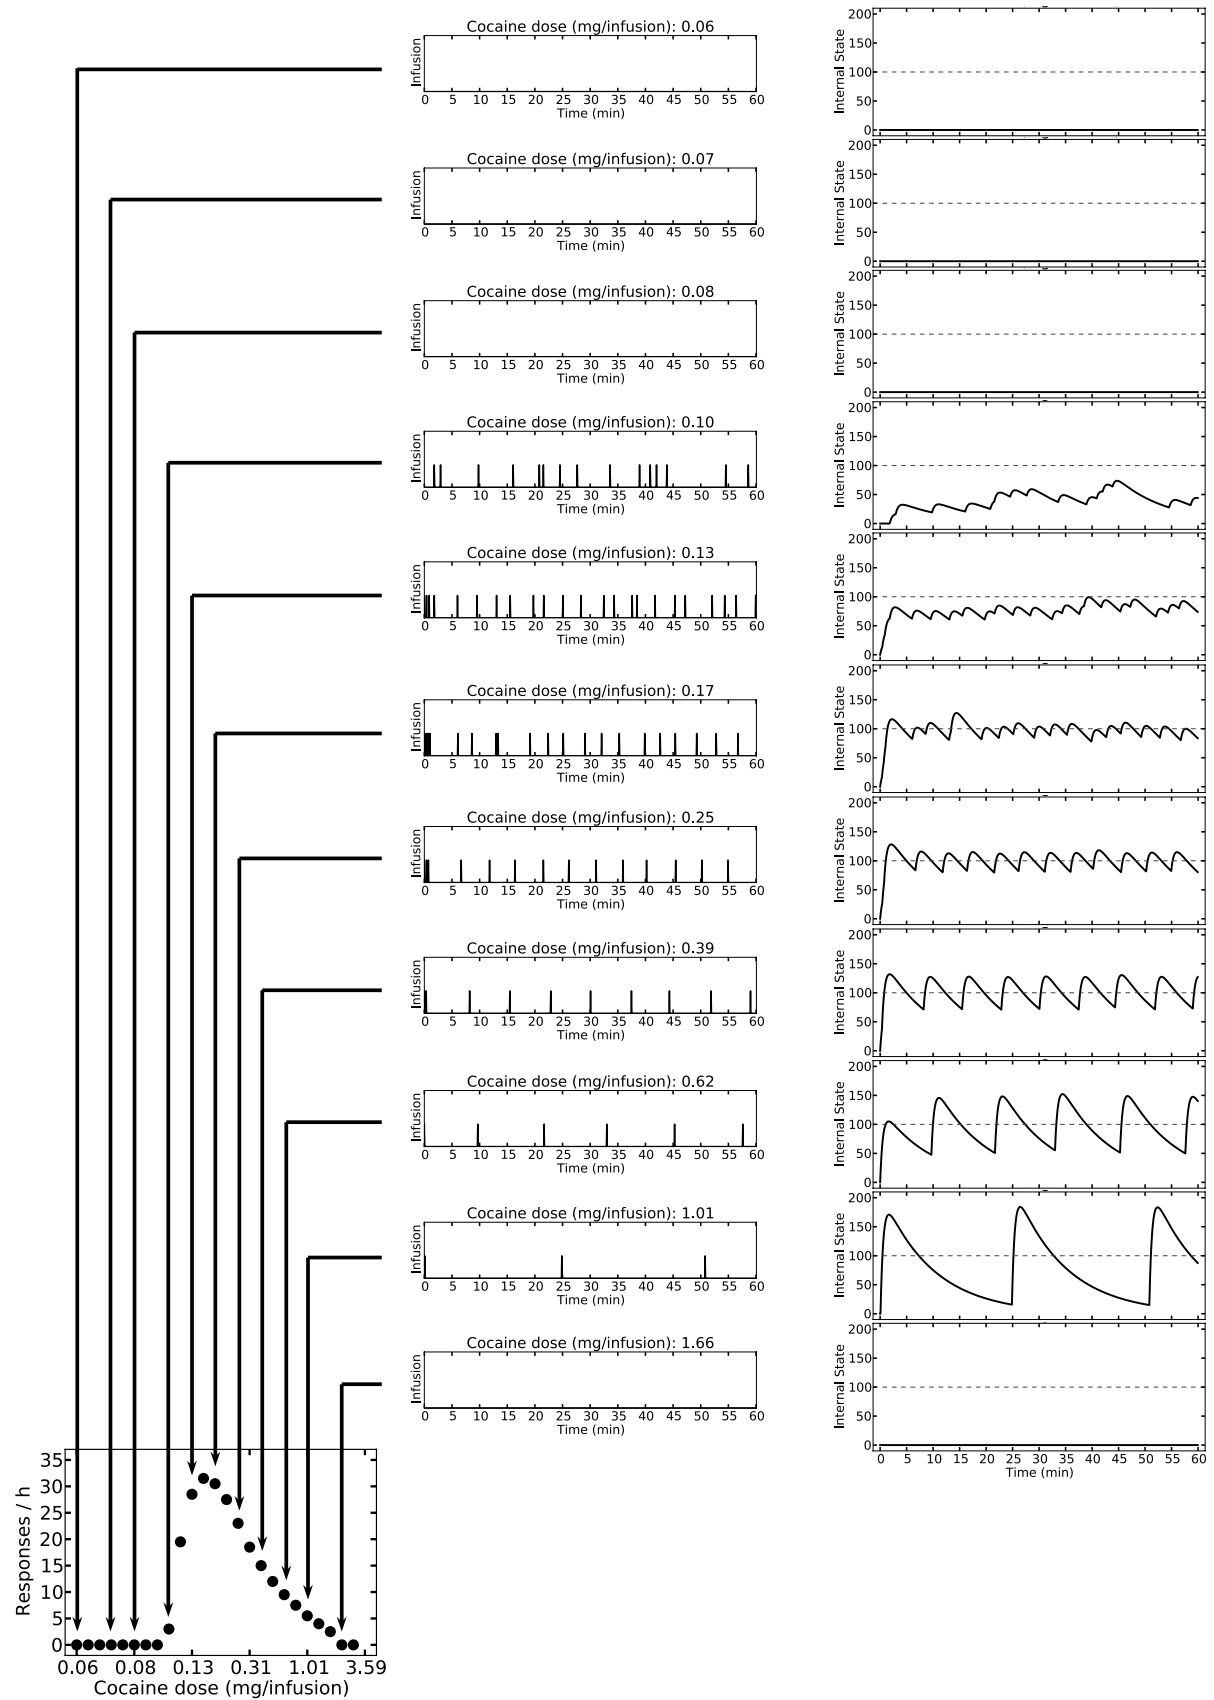 Cocaine dose (mg/infusion): 0.06
Infusion
0 5 10 15 20 25 30 35 40 45 50 55 60
Time (min)
Internal State
200
150
100
50
0
Cocaine dose (mg/infusion): 0.07
Infusion
0 5 10 15 20 25 30 35 40 45 50 55 60
Time (min)
Internal State
200
150
100
50
0
Cocaine dose (mg/infusion): 0.08
Infusion
0 5 10 15 20 25 30 35 40 45 50 55 60
Time (min)
Internal State
200
150
100
50
0
Cocaine dose (mg/infusion): 0.10
Infusion
0 5 10 15 20 25 30 35 40 45 50 55 60
Time (min)
Internal State
200
150
100
50
0
Cocaine dose (mg/infusion): 0.13
Infusion
0 5 10 15 20 25 30 35 40 45 50 55 60
Time (min)
Internal State
200
150
100
50
0
Cocaine dose (mg/infusion): 0.17
Infusion
0 5 10 15 20 25 30 35 40 45 50 55 60
Time (min)
Internal State
200
150
100
50
0
Cocaine dose (mg/infusion): 0.25
Infusion
0 5 10 15 20 25 30 35 40 45 50 55 60
Time (min)
Internal State
200
150
100
50
0
Cocaine dose (mg/infusion): 0.39
Infusion
0 5 10 15 20 25 30 35 40 45 50 55 60
Time (min)
Internal State
200
150
100
50
0
Cocaine dose (mg/infusion): 0.62
Infusion
0 5 10 15 20 25 30 35 40 45 50 55 60
Time (min)
Internal State
200
150
100
50
0
Cocaine dose (mg/infusion): 1.01
Infusion
0 5 10 15 20 25 30 35 40 45 50 55 60
Time (min)
Internal State
200
150
100
50
0
Cocaine dose (mg/infusion): 1.66
Infusion
0 5 10 15 20 25 30 35 40 45 50 55 60
Time (min)
Internal State
200
150
100
50
0
0 5 10 15 20 25 30 35 40 45 50 55 60
Time (min)
Responses / h
35
30
25
20
15
10
5
0
0.06 0.08 0.13 0.31 1.01 3.59
Cocaine dose (mg/infusion)